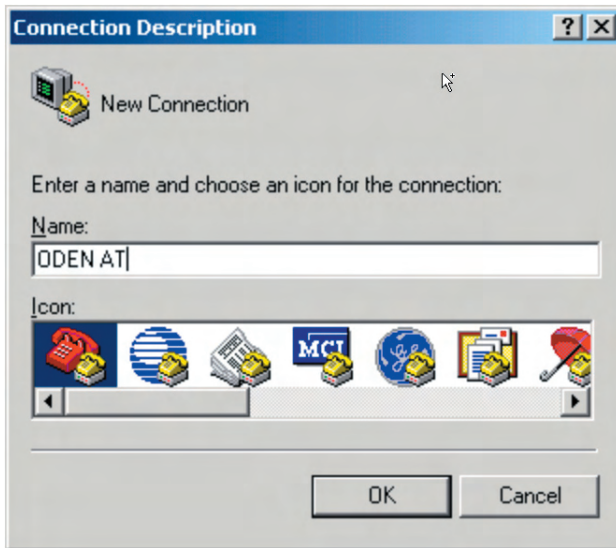 Connection Description
New Connection
Enter a name and choose an icon for the connection:
Name:
ODEN AT
Icon:
MCI
OK
Cancel